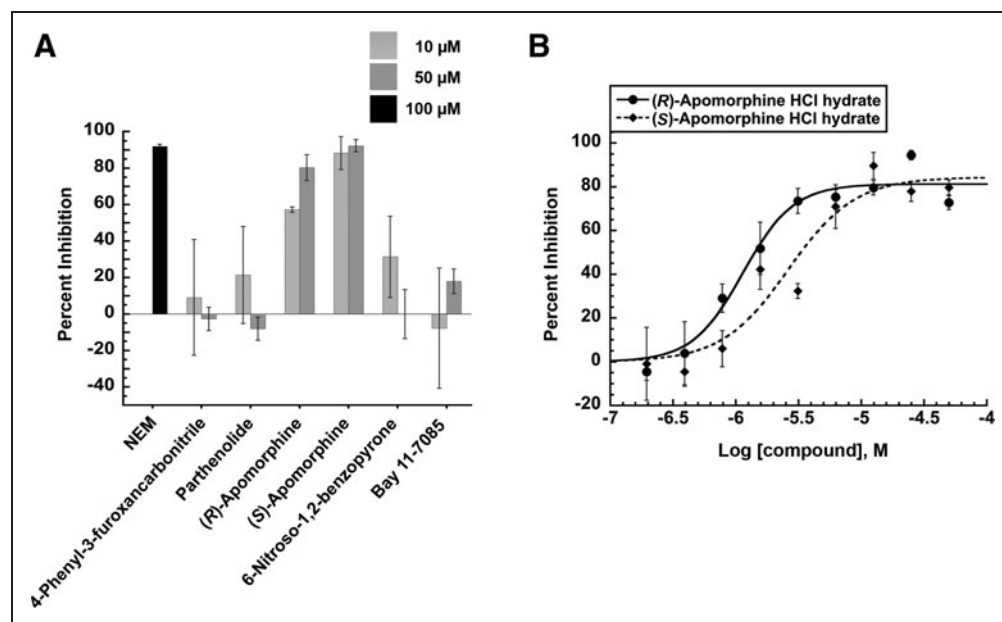 A
10 µM
50 µM
100 µM
Percent Inhibition
100
80
60
40
20
0
-20
-40
NEM
4-Phenyl-3-furoxancarbonitrile
Parthenolide
(R)-Apomorphine
(S)-Apomorphine
6-Nitroso-1,2-benzopyrone
Bay 11-7085
B
(R)-Apomorphine HCl hydrate
(S)-Apomorphine HCl hydrate
Percent Inhibition
100
80
60
40
20
0
-20
-7 -6.5 -6 -5.5 -5 -4.5 -4
Log [compound], M